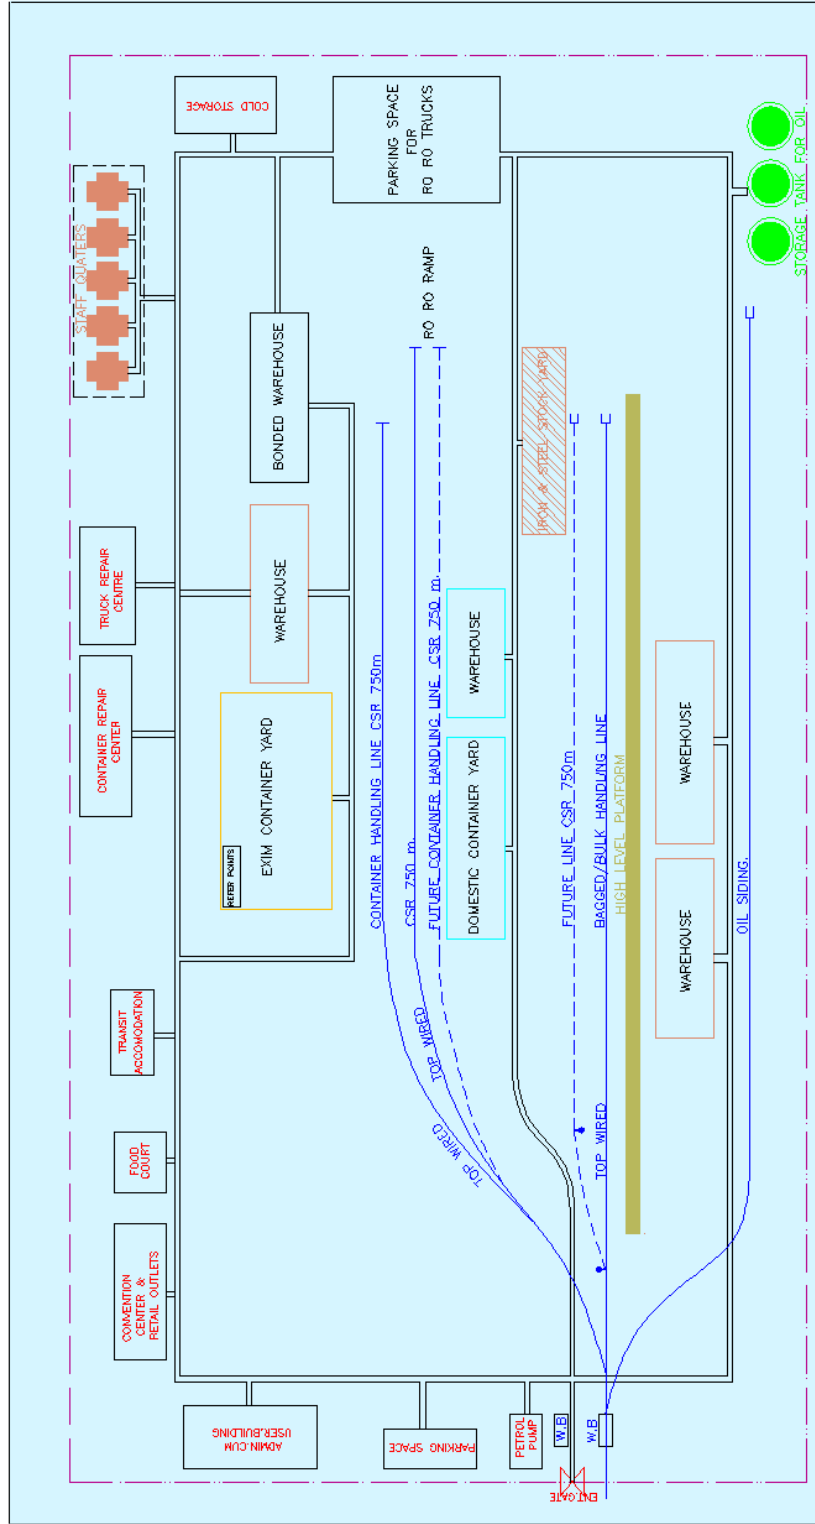 COLD STORAGE
PARKING SPACE
FOR
RO RO TRUCKS
STORAGE TANK FOR OIL
STAFF QUATERS
RO RO RAMP
BONDED WAREHOUSE
IRON & STEEL STOCK YARD
TRUCK REPAIR
CENTRE
WAREHOUSE
CONTAINER REPAIR
CENTER
EXIM CONTAINER YARD
REFER POINTS
CONTAINER HANDLING LINE CSR 750m
CSR 750 m.
FUTURE CONTAINER HANDLING LINE CSR 750 m.
WAREHOUSE
DOMESTIC CONTAINER YARD
FUTURE LINE CSR 750m
BAGGED/BULK HANDLING LINE
HIGH LEVEL PLATFORM
WAREHOUSE
WAREHOUSE
OIL SIDING.
TRANSIT
ACCOMODATION
TOP WIRED
TOP WIRED
TOP WIRED
FOOD
COURT
CONVENTION
CENTER &
RETAIL OUTLETS
ADMIN.CUM
USER.BUILDING
PARKING SPACE
PETROL
PUMP
W.B
W.B
ENT.GATE